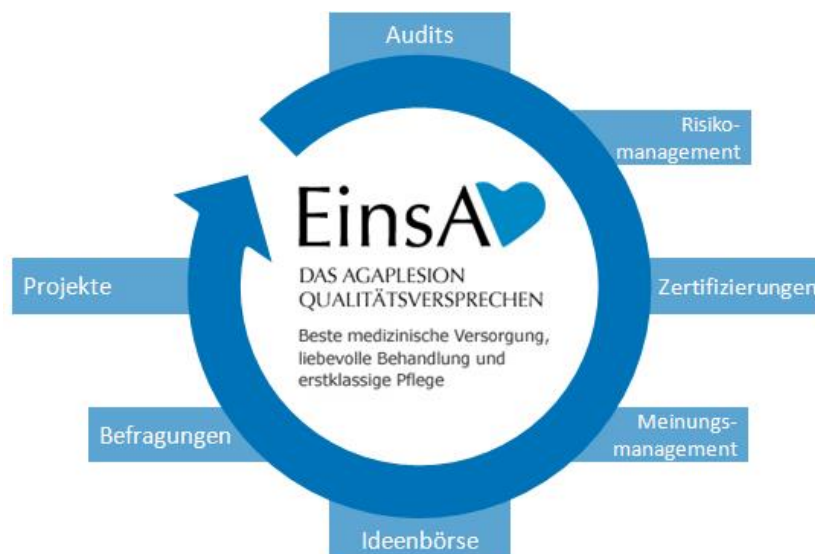 Audits
Risiko-
management
Zertifizierungen
Meinungs-
management
Ideenbörse
Befragungen
Projekte
EinsA
DAS AGAPLESION
QUALITÄTSVERSPRECHEN
Beste medizinische Versorgung,
liebevolle Behandlung und
erstklassige Pflege